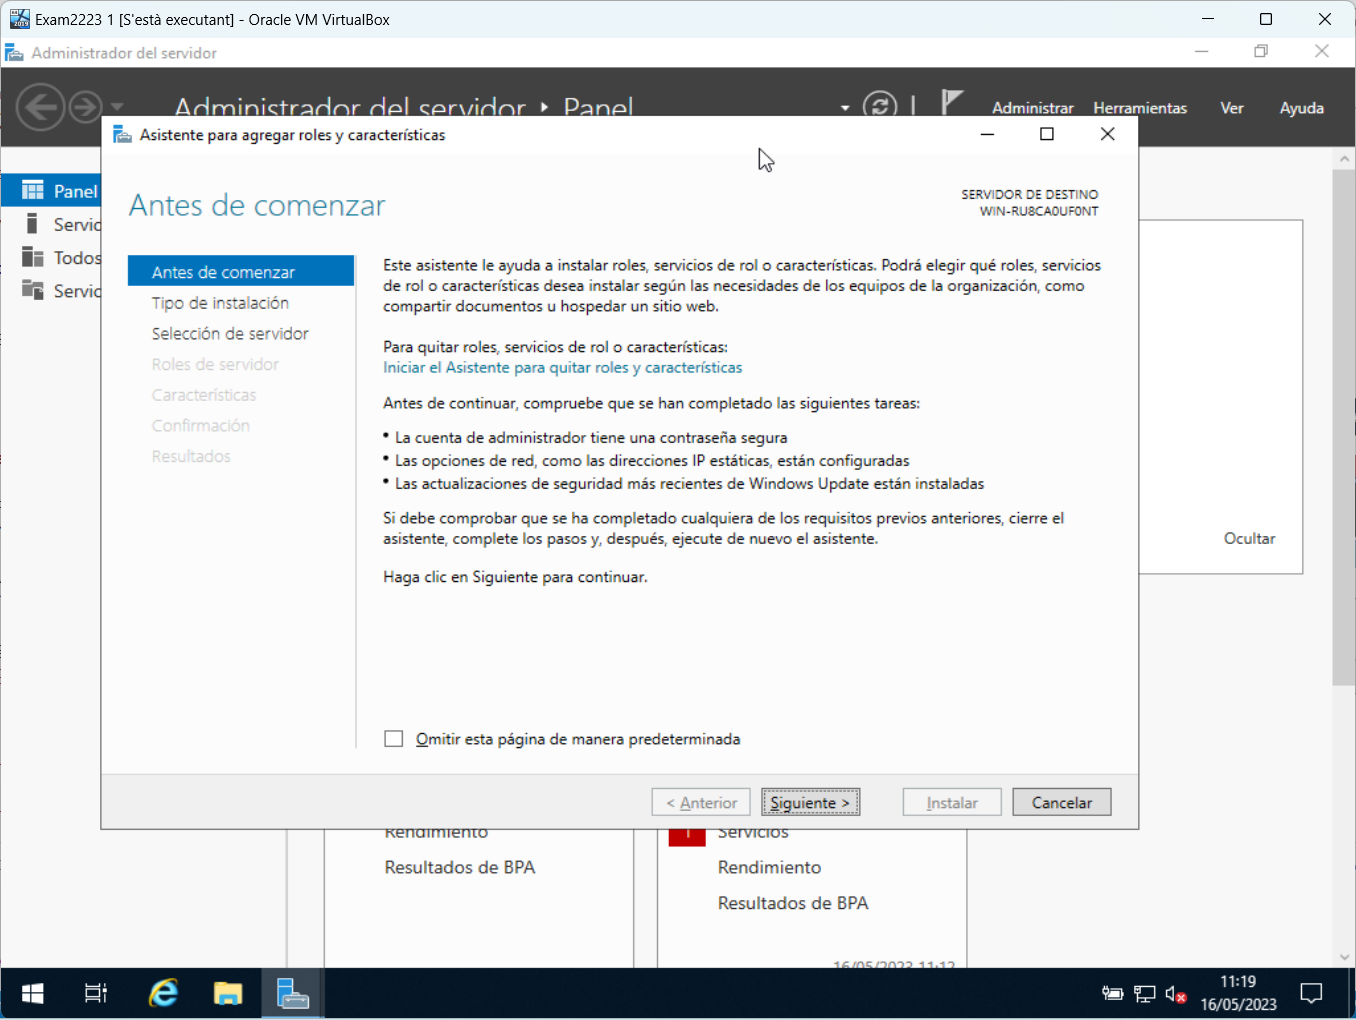 Exam2223 1 [S'està executant] - Oracle VM VirtualBox
Administrador del servidor
Administrador del servidor Panel
Administrar Herramientas Ver Ayuda
Asistente para agregar roles y características
Antes de comenzar
SERVIDOR DE DESTINO
WIN-RU8CA0UF0NT
Panel
Servic
Todos
Servic
Antes de comenzar
Tipo de instalación
Selección de servidor
Roles de servidor
Características
Confirmación
Resultados
Este asistente le ayuda a instalar roles, servicios de rol o características. Podrá elegir qué roles, servicios
de rol o características desea instalar según las necesidades de los equipos de la organización, como
compartir documentos u hospedar un sitio web.
Para quitar roles, servicios de rol o características:
Iniciar el Asistente para quitar roles y características
Antes de continuar, compruebe que se han completado las siguientes tareas:
• La cuenta de administrador tiene una contraseña segura
• Las opciones de red, como las direcciones IP estáticas, están configuradas
• Las actualizaciones de seguridad más recientes de Windows Update están instaladas
Si debe comprobar que se ha completado cualquiera de los requisitos previos anteriores, cierre el
asistente, complete los pasos y, después, ejecute de nuevo el asistente.
Haga clic en Siguiente para continuar.
Ocultar
Omitir esta página de manera predeterminada
< Anterior Siguiente > Instalar Cancelar
Rendimiento
Resultados de BPA
1 Servicios
Rendimiento
Resultados de BPA
16/05/2023 11:12
11:19
16/05/2023